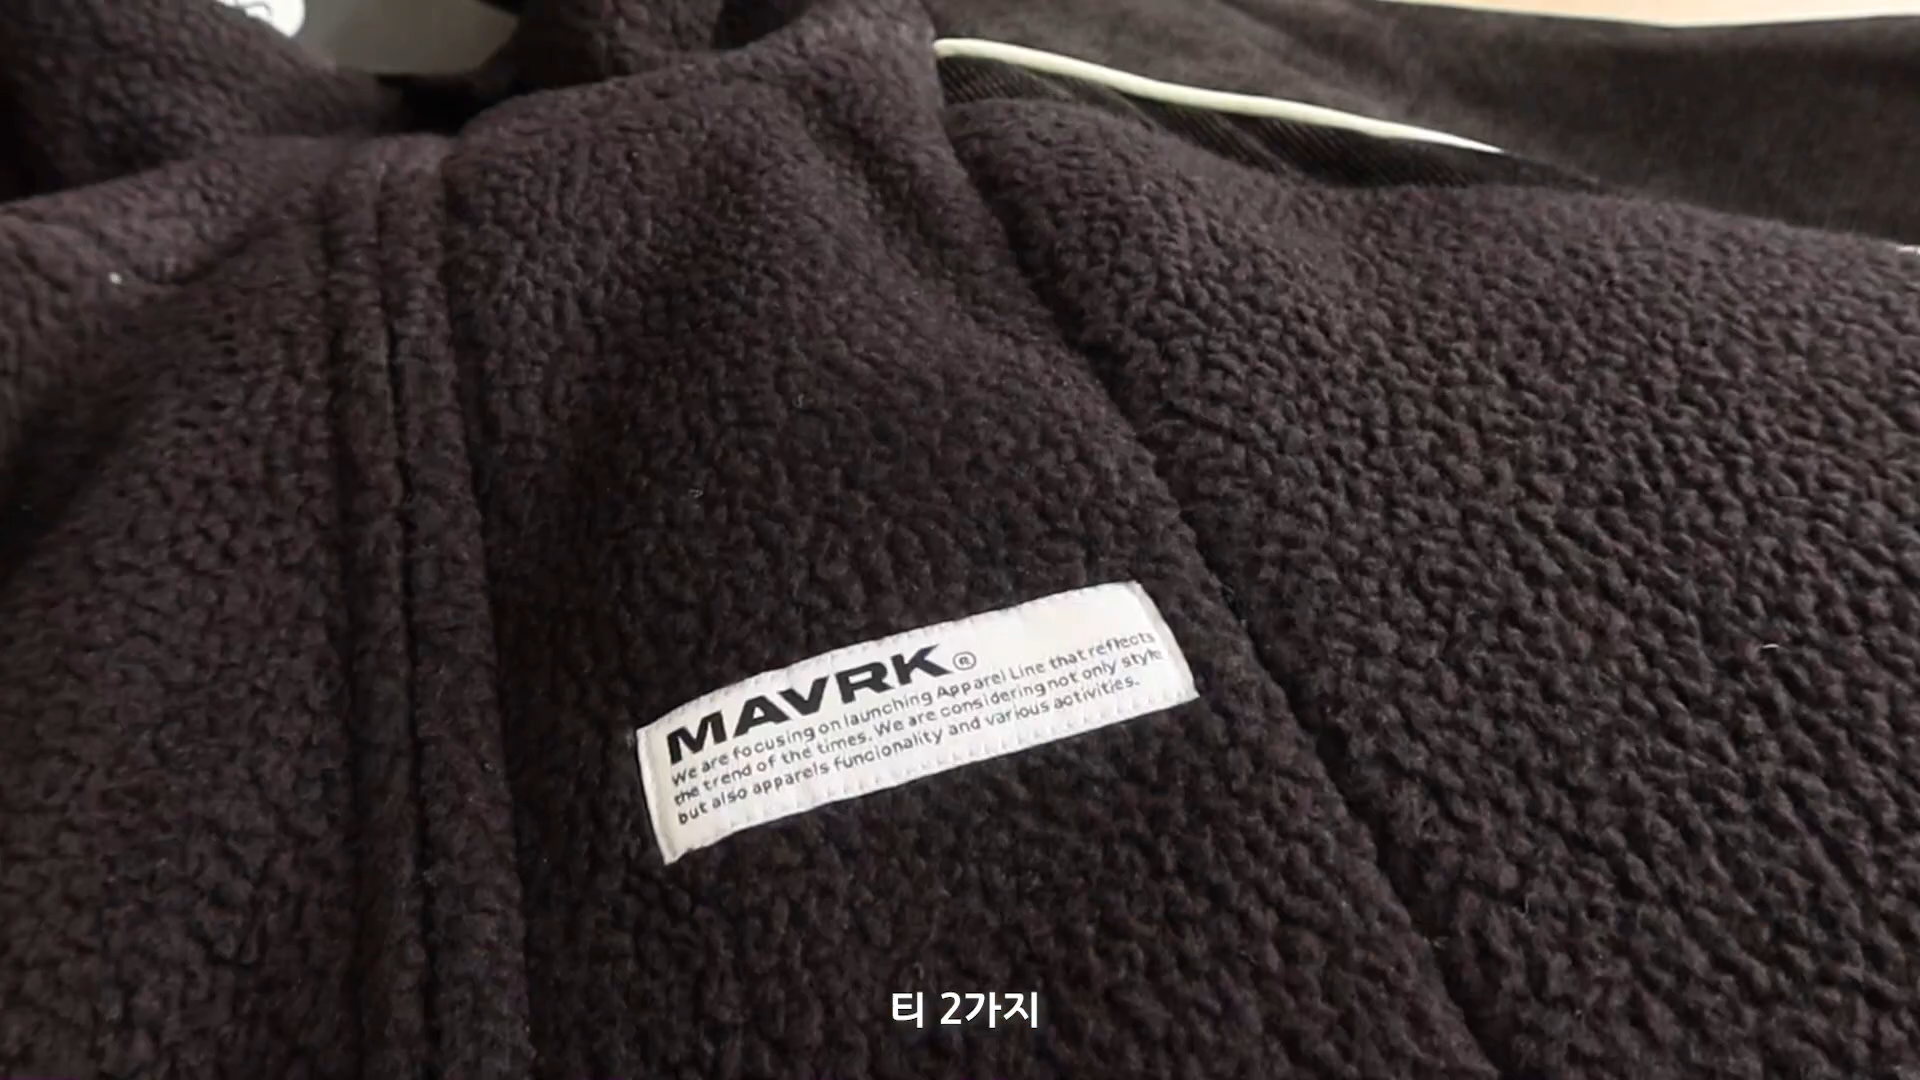 MAVRK®
We are focusing on launching Apparel Line that reflects
the trend of the times. We are considering not only style
but also apparels funcionality and various activities.
티 2가지